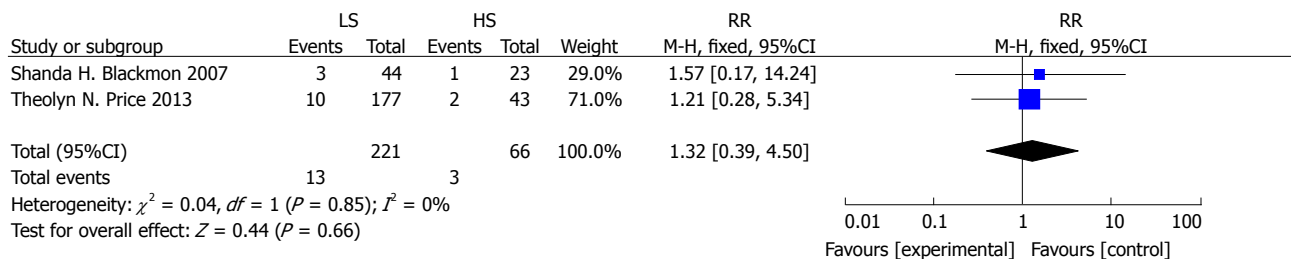 LS HS RR RR
Study or subgroup Events Total Events Total Weight M-H, fixed, 95%CI M-H, fixed, 95%CI
Shanda H. Blackmon 2007 3 44 1 23 29.0% 1.57 [0.17, 14.24]
Theolyn N. Price 2013 10 177 2 43 71.0% 1.21 [0.28, 5.34]
Total (95%CI) 221 66 100.0% 1.32 [0.39, 4.50]
Total events 13 3
Heterogeneity: χ² = 0.04, df = 1 (P = 0.85); I² = 0%
Test for overall effect: Z = 0.44 (P = 0.66)
0.01 0.1 1 10 100
Favours [experimental] Favours [control]